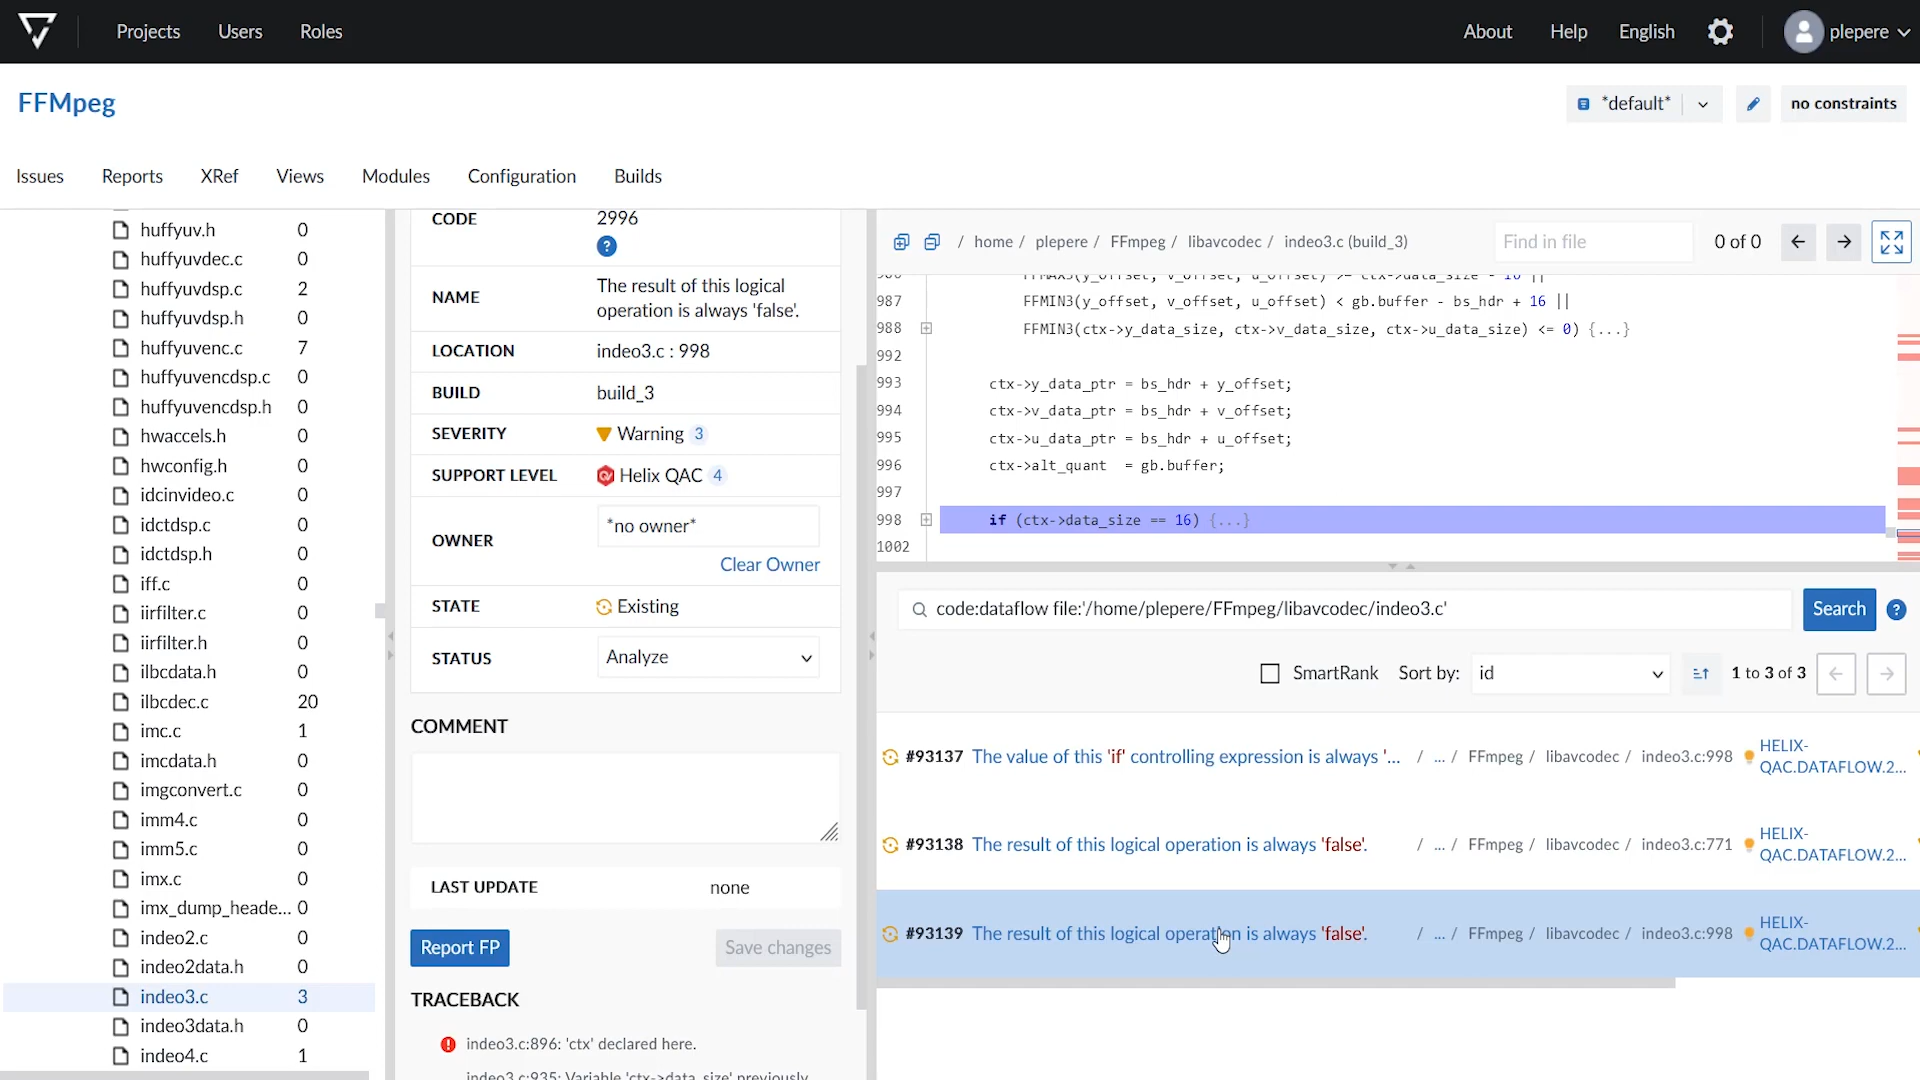 Projects Users Roles About Help English plepere
FFMpeg *default* no constraints
Issues Reports XRef Views Modules Configuration Builds
huffyuv.h 0
huffyuvdec.c 0
huffyuvdsp.c 2
huffyuvdsp.h 0
huffyuvenc.c 7
huffyuvencdsp.c 0
huffyuvencdsp.h 0
hwaccels.h 0
hwconfig.h 0
idcinvideo.c 0
idctdsp.c 0
idctdsp.h 0
iff.c 0
iirfilter.c 0
iirfilter.h 0
ilbcdata.h 0
ilbcdec.c 20
imc.c 1
imcdata.h 0
imgconvert.c 0
imm4.c 0
imm5.c 0
imx.c 0
imx_dump_heade... 0
indeo2.c 0
indeo2data.h 0
indeo3.c 3
indeo3data.h 0
indeo4.c 1
CODE 2996
?
NAME The result of this logical
operation is always 'false'.
LOCATION indeo3.c : 998
BUILD build_3
SEVERITY Warning 3
SUPPORT LEVEL Helix QAC 4
OWNER *no owner*
Clear Owner
STATE Existing
STATUS Analyze
COMMENT
LAST UPDATE none
Report FP Save changes
TRACEBACK
indeo3.c:896: 'ctx' declared here.
indeo3.c:935: Variable 'ctx->data_size' previously
/ home / plepere / FFmpeg / libavcodec / indeo3.c (build_3) Find in file 0 of 0
FFMAX3(y_offset, v_offset, u_offset) >= ctx->data_size - 16 ||
987 FFMIN3(y_offset, v_offset, u_offset) < gb.buffer - bs_hdr + 16 ||
988 FFMIN3(ctx->y_data_size, ctx->v_data_size, ctx->u_data_size) <= 0) {...}
992
993 ctx->y_data_ptr = bs_hdr + y_offset;
994 ctx->v_data_ptr = bs_hdr + v_offset;
995 ctx->u_data_ptr = bs_hdr + u_offset;
996 ctx->alt_quant = gb.buffer;
997
998 if (ctx->data_size == 16) {...}
1002
code:dataflow file:'/home/plepere/FFmpeg/libavcodec/indeo3.c' Search ?
SmartRank Sort by: id 1 to 3 of 3
#93137 The value of this 'if' controlling expression is always '... / ... / FFmpeg / libavcodec / indeo3.c:998 HELIX-
QAC.DATAFLOW.2...
#93138 The result of this logical operation is always 'false'. / ... / FFmpeg / libavcodec / indeo3.c:771 HELIX-
QAC.DATAFLOW.2...
#93139 The result of this logical operation is always 'false'. / ... / FFmpeg / libavcodec / indeo3.c:998 HELIX-
QAC.DATAFLOW.2...